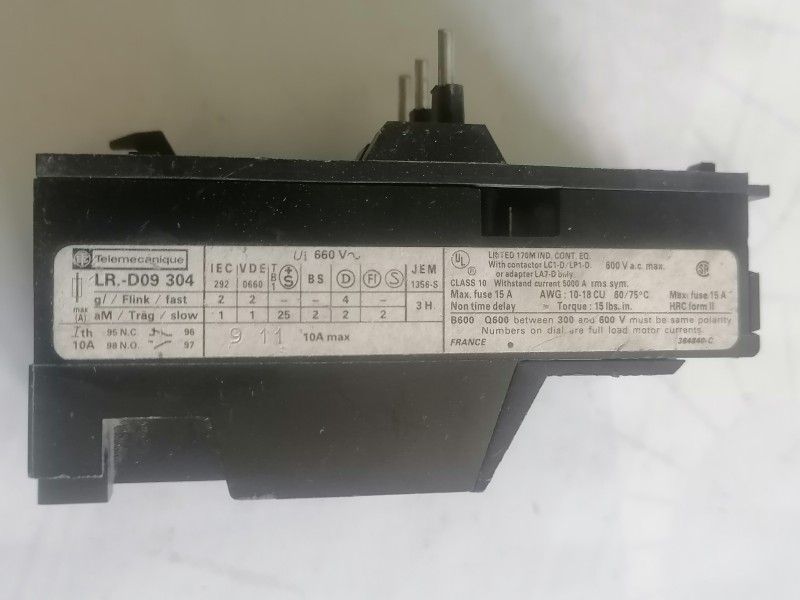 Telemecanique
LR.-D09 304
gI / Flink / fast
max (A)
aM / Träg / slow
Ith 95 N.C 96
10A 98 N.O. 97
Ui 660 V~
IEC 292
VDE 0660
TB1
S
BS
D
FI
S
JEM 1356-S
2 2 – – 4 – –
1 1 25 2 2 2 2
3 H
9 11 10A max
UL
LISTED 170M IND. CONT. EQ.
With contactor LC1-D/LP1-D. 600 V a.c. max.
or adapter LA7-D only.
CLASS 10 Withstand current 5000 A rms sym.
Max. fuse 15 A AWG : 10-18 CU 60/75°C Max. fuse 15 A
Non time delay ~ Torque : 15 lbs. in. HRC form II
B600 Q600 between 300 and 600 V must be same polarity
Numbers on dial are full load motor currents.
FRANCE